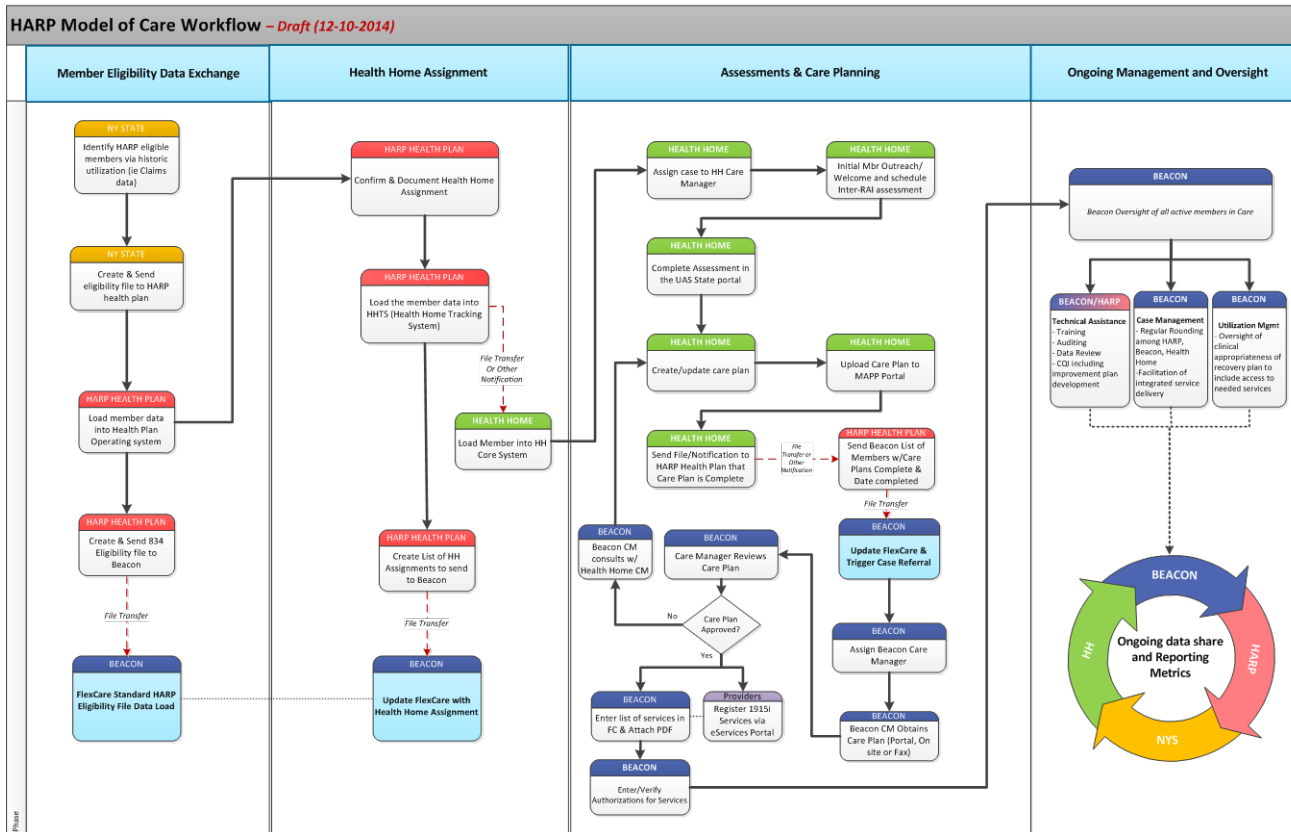 HARP Model of Care Workflow – Draft (12-10-2014)
Member Eligibility Data Exchange
Health Home Assignment
Assessments & Care Planning
Ongoing Management and Oversight
NY STATE
Identify HARP eligible
members via historic
utilization (ie Claims
data)
NY STATE
Create & Send
eligibility file to HARP
health plan
HARP HEALTH PLAN
Load member data
into Health Plan
Operating system
HARP HEALTH PLAN
Create & Send 834
Eligibility file to
Beacon
File Transfer
BEACON
FlexCare Standard HARP
Eligibility File Data Load
HARP HEALTH PLAN
Confirm & Document Health Home
Assignment
HARP HEALTH PLAN
Load the member data into
HHTS (Health Home Tracking
System)
File Transfer
Or Other
Notification
HEALTH HOME
Load Member into HH
Core System
HARP HEALTH PLAN
Create List of HH
Assignments to send
to Beacon
File Transfer
BEACON
Update FlexCare with
Health Home Assignment
HEALTH HOME
Assign case to HH Care
Manager
HEALTH HOME
Initial Mbr Outreach/
Welcome and schedule
Inter-RAI assessment
HEALTH HOME
Complete Assessment in
the UAS State portal
HEALTH HOME
Create/update care plan
HEALTH HOME
Upload Care Plan to
MAPP Portal
HEALTH HOME
Send File/Notification to
HARP Health Plan that
Care Plan is Complete
File
Transfer or
Other
Notification
HARP HEALTH PLAN
Send Beacon List of
Members w/Care
Plans Complete &
Date completed
File Transfer
BEACON
Update FlexCare &
Trigger Case Referral
BEACON
Assign Beacon Care
Manager
BEACON
Beacon CM Obtains
Care Plan (Portal, On
site or Fax)
BEACON
Care Manager Reviews
Care Plan
BEACON
Beacon CM
consults w/
Health Home CM
Care Plan
Approved?
No
Yes
BEACON
Enter list of services in
FC & Attach PDF
Providers
Register 1915i
Services via
eServices Portal
BEACON
Enter/Verify
Authorizations for Services
BEACON
Beacon Oversight of all active members in Care
BEACON/HARP
Technical Assistance
- Training
- Auditing
- Data Review
- CQI including
improvement plan
development
BEACON
Case Management
- Regular Rounding
among HARP,
Beacon, Health
Home
-Facilitation of
integrated service
delivery
BEACON
Utilization Mgmt
- Oversight of
clinical
appropriateness of
recovery plan to
include access to
needed services
BEACON
HARP
NYS
HH
Ongoing data share
and Reporting
Metrics
Phase